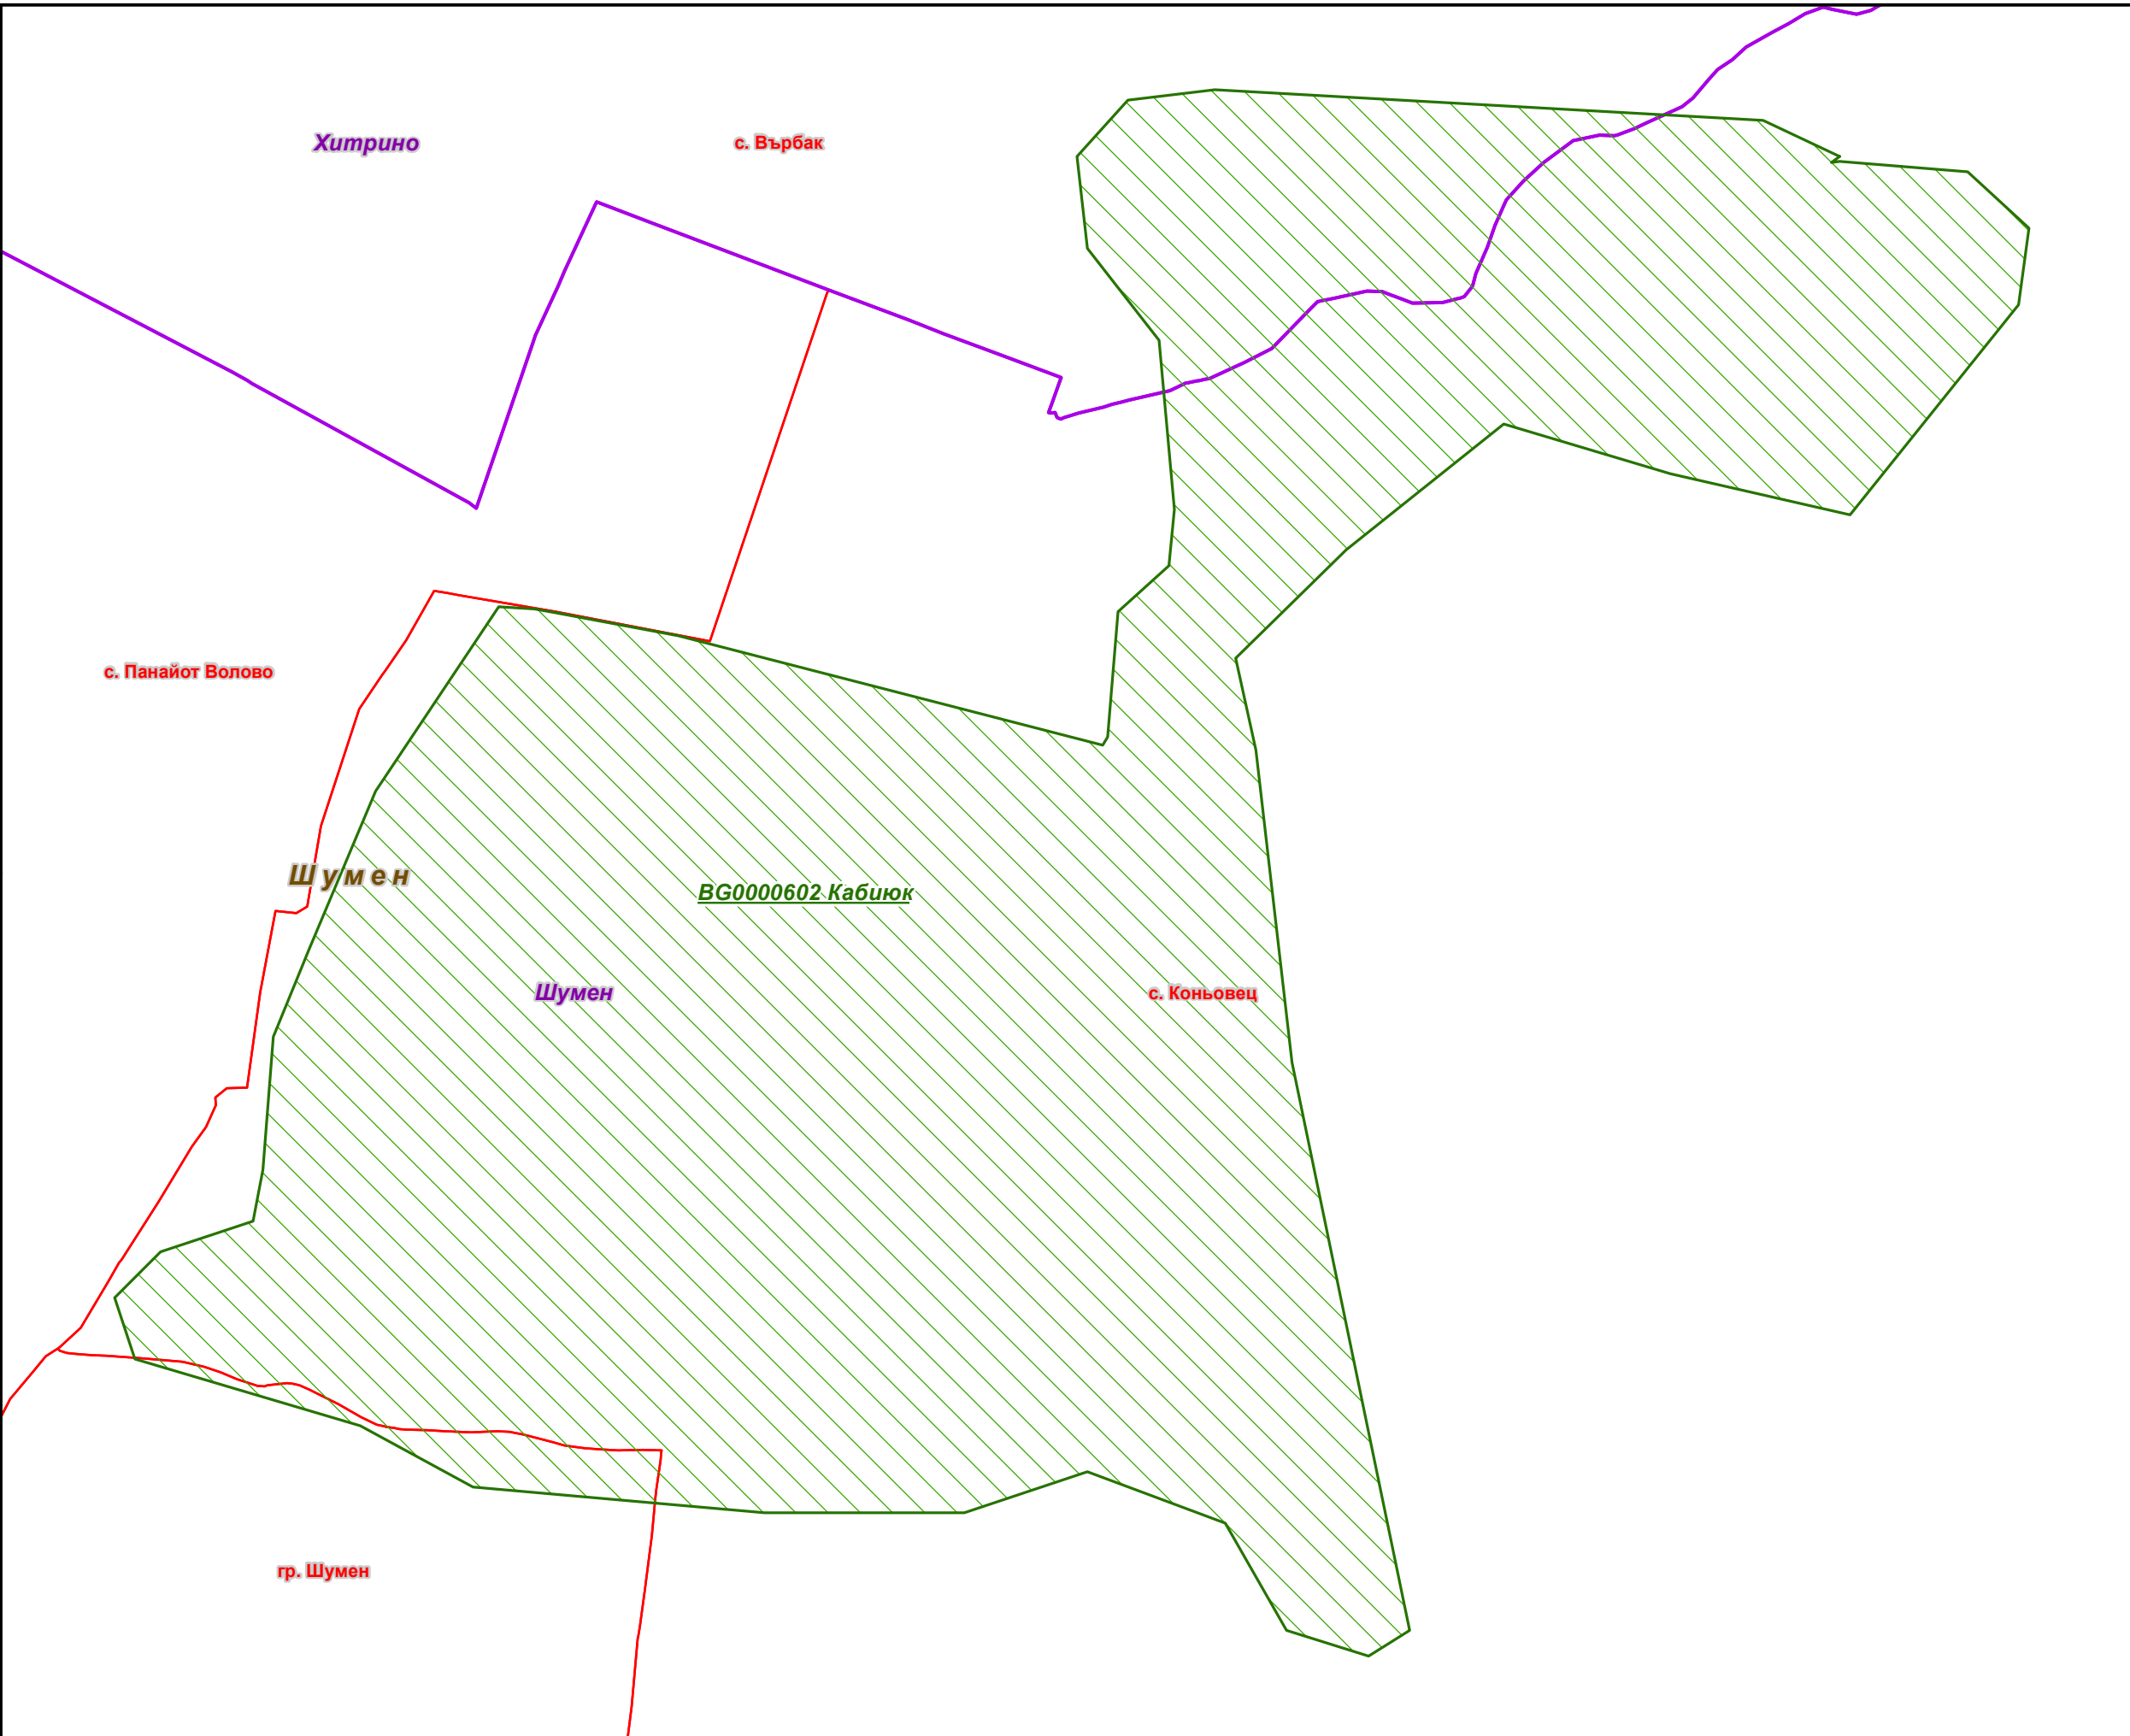 Хитрино
с. Върбак
с. Панайот Волово
Шумен
BG0000602 Кабиюк
Шумен
с. Коньовец
гр. Шумен